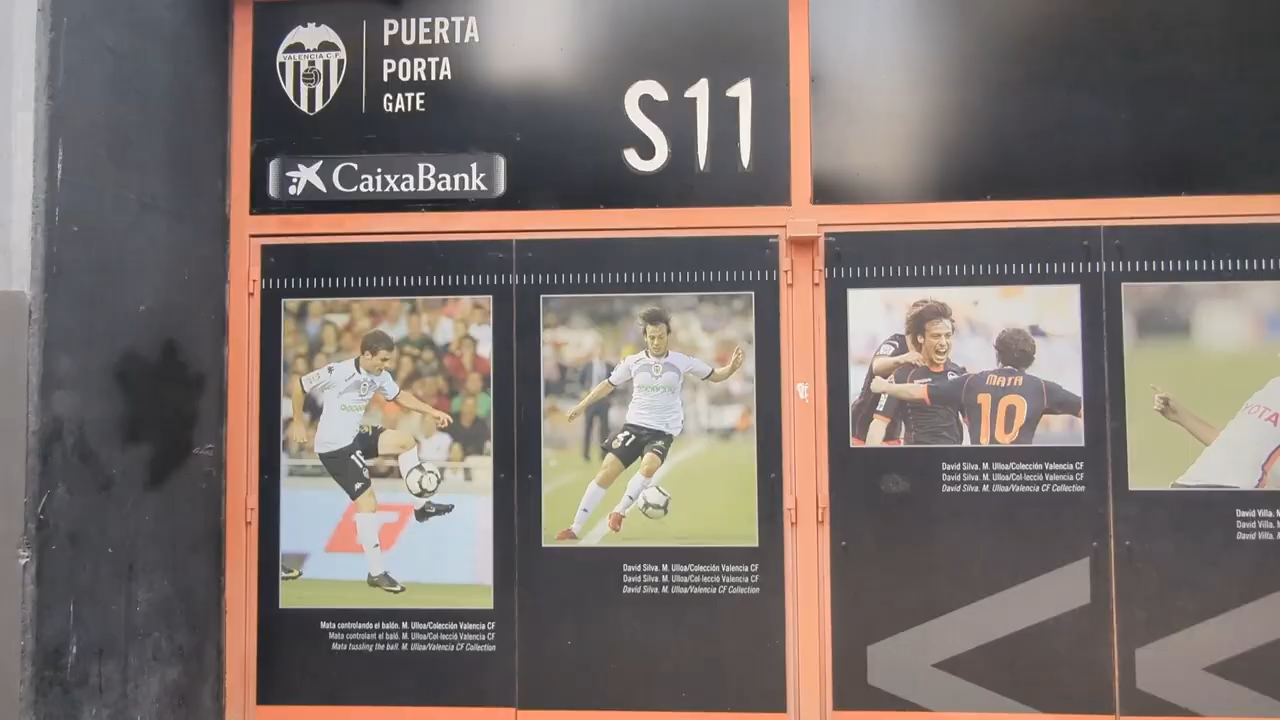 VALENCIA C.F.
PUERTA
PORTA
GATE
S11
CaixaBank
16
21
MATA
10
Mata controlando el balón. M. Ulloa/Colección Valencia CF
Mata controlant el baló. M. Ulloa/Col·lecció Valencia CF
Mata tussling the ball. M. Ulloa/Valencia CF Collection
David Silva. M. Ulloa/Colección Valencia CF
David Silva. M. Ulloa/Col·lecció Valencia CF
David Silva. M. Ulloa/Valencia CF Collection
David Silva. M. Ulloa/Colección Valencia CF
David Silva. M. Ulloa/Col·lecció Valencia CF
David Silva. M. Ulloa/Valencia CF Collection
YOTA
David Villa. M
David Villa. M
David Villa. M